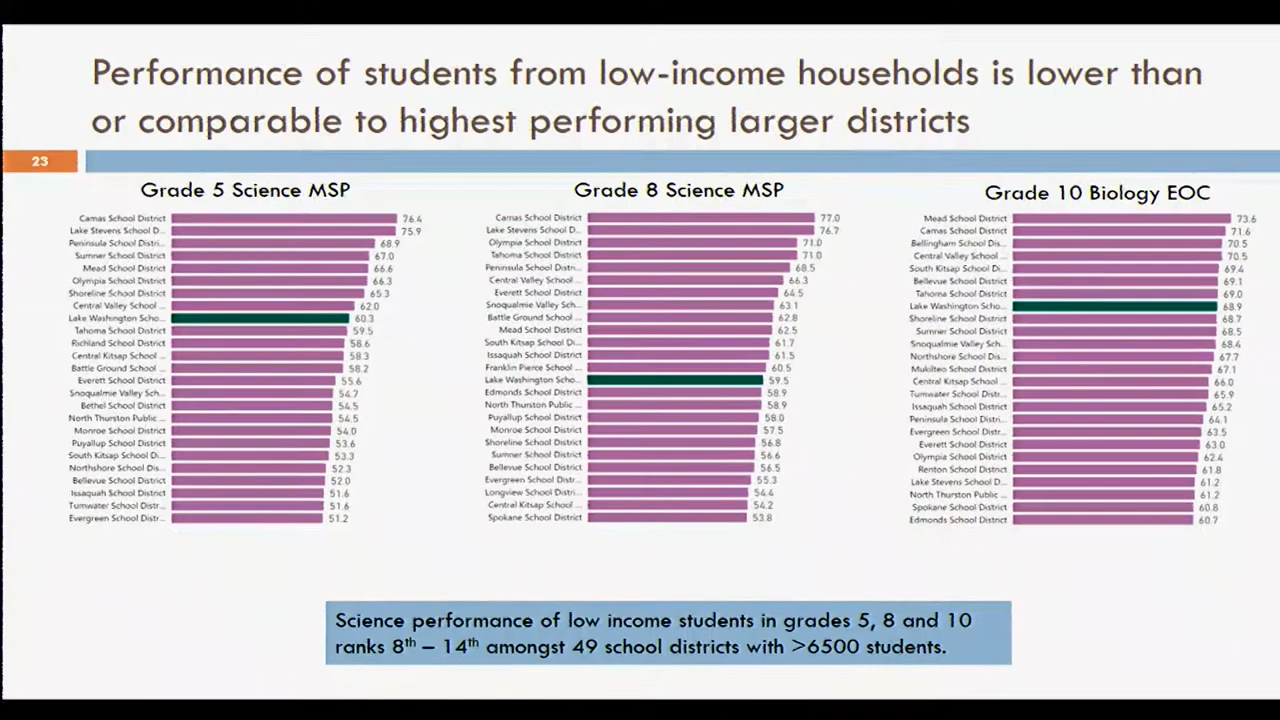 Performance of students from low-income households is lower than
or comparable to highest performing larger districts
23
Grade 5 Science MSP
Camas School District 76.4
Lake Stevens School D... 75.9
Peninsula School Distri... 68.9
Sumner School District 67.0
Mead School District 66.6
Olympia School District 66.3
Shoreline School District 65.3
Central Valley School ... 62.0
Lake Washington Scho... 60.3
Tahoma School District 59.5
Richland School District 58.6
Central Kitsap School ... 58.3
Battle Ground School ... 58.2
Everett School District 55.6
Snoqualmie Valley Sch... 54.7
Bethel School District 54.5
North Thurston Public ... 54.5
Monroe School District 54.0
Puyallup School District 53.6
South Kitsap School Di... 53.3
Northshore School Dis... 52.3
Bellevue School District 52.0
Issaquah School District 51.6
Tumwater School District 51.6
Evergreen School Distr... 51.2
Grade 8 Science MSP
Camas School District 77.0
Lake Stevens School D... 76.7
Olympia School District 71.0
Tahoma School District 71.0
Peninsula School Distri... 68.5
Central Valley School ... 66.3
Everett School District 64.5
Snoqualmie Valley Sch... 63.1
Battle Ground School ... 62.8
Mead School District 62.5
South Kitsap School Di... 61.7
Issaquah School District 61.5
Franklin Pierce School ... 60.5
Lake Washington Scho... 59.5
Edmonds School District 58.9
North Thurston Public ... 58.9
Puyallup School District 58.0
Monroe School District 57.5
Shoreline School District 56.8
Sumner School District 56.6
Bellevue School District 56.5
Evergreen School Distr... 55.3
Longview School Distri... 54.4
Central Kitsap School ... 54.2
Spokane School District 53.8
Grade 10 Biology EOC
Mead School District 73.6
Camas School District 71.6
Bellingham School Dis... 70.5
Central Valley School ... 70.5
South Kitsap School Di... 69.4
Bellevue School District 69.1
Tahoma School District 69.0
Lake Washington Scho... 68.9
Shoreline School District 68.7
Sumner School District 68.5
Snoqualmie Valley Sch... 68.4
Northshore School Dis... 67.7
Mukilteo School District 67.1
Central Kitsap School ... 66.0
Tumwater School Distr... 65.9
Issaquah School District 65.2
Peninsula School Distri... 64.1
Evergreen School Distr... 63.5
Everett School District 63.0
Olympia School District 62.4
Renton School District 61.8
Lake Stevens School D... 61.2
North Thurston Public ... 61.2
Spokane School District 60.8
Edmonds School District 60.7
Science performance of low income students in grades 5, 8 and 10
ranks 8th – 14th amongst 49 school districts with >6500 students.